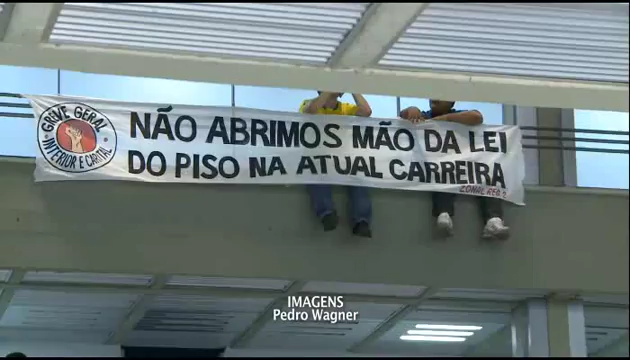 GREVE GERAL
INTERIOR E CAPITAL
NÃO ABRIMOS MÃO DA LEI
DO PISO NA ATUAL CARREIRA
IMAGENS
Pedro Wagner